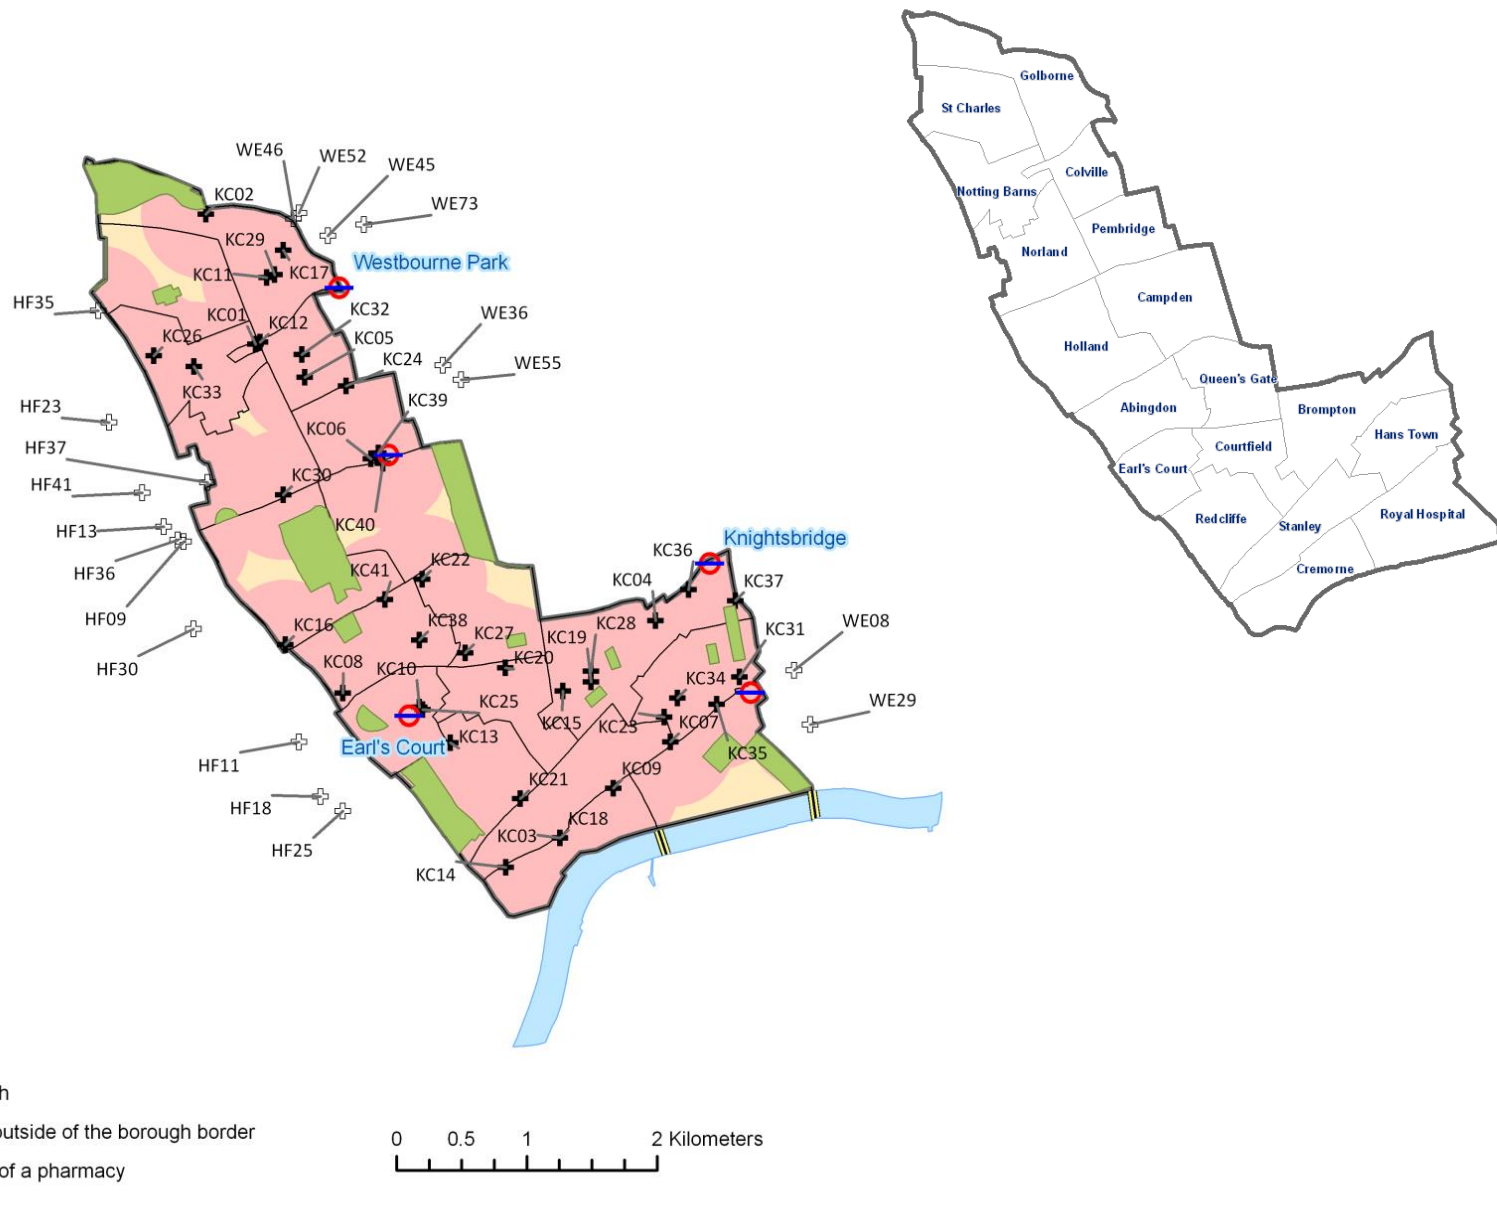 Golborne
St Charles
WE46
WE52
WE45
Colville
Notting Barns
KC02
WE73
Pembridge
KC29
Norland
Westbourne Park
KC11
KC17
Campden
HF35
KC01
KC12
KC32
WE36
KC26
KC05
Holland
KC24
WE55
Queen's Gate
KC33
KC39
HF23
Abingdon
Brompton
KC06
Hans Town
HF37
Courtfield
Earl's Court
KC30
HF41
Royal Hospital
Redcliffe
KC40
Stanley
HF13
Knightsbridge
KC36
KC22
Cremorne
HF36
KC41
KC04
KC37
HF09
KC16
KC38
KC27
KC19
KC28
KC31
WE08
HF30
KC08
KC10
KC20
KC34
KC25
WE29
KC15
KC23
KC07
KC13
Earl's Court
KC35
HF11
KC21
KC09
HF18
KC03
KC18
HF25
KC14
h
outside of the borough border
of a pharmacy
0 0.5 1 2 Kilometers